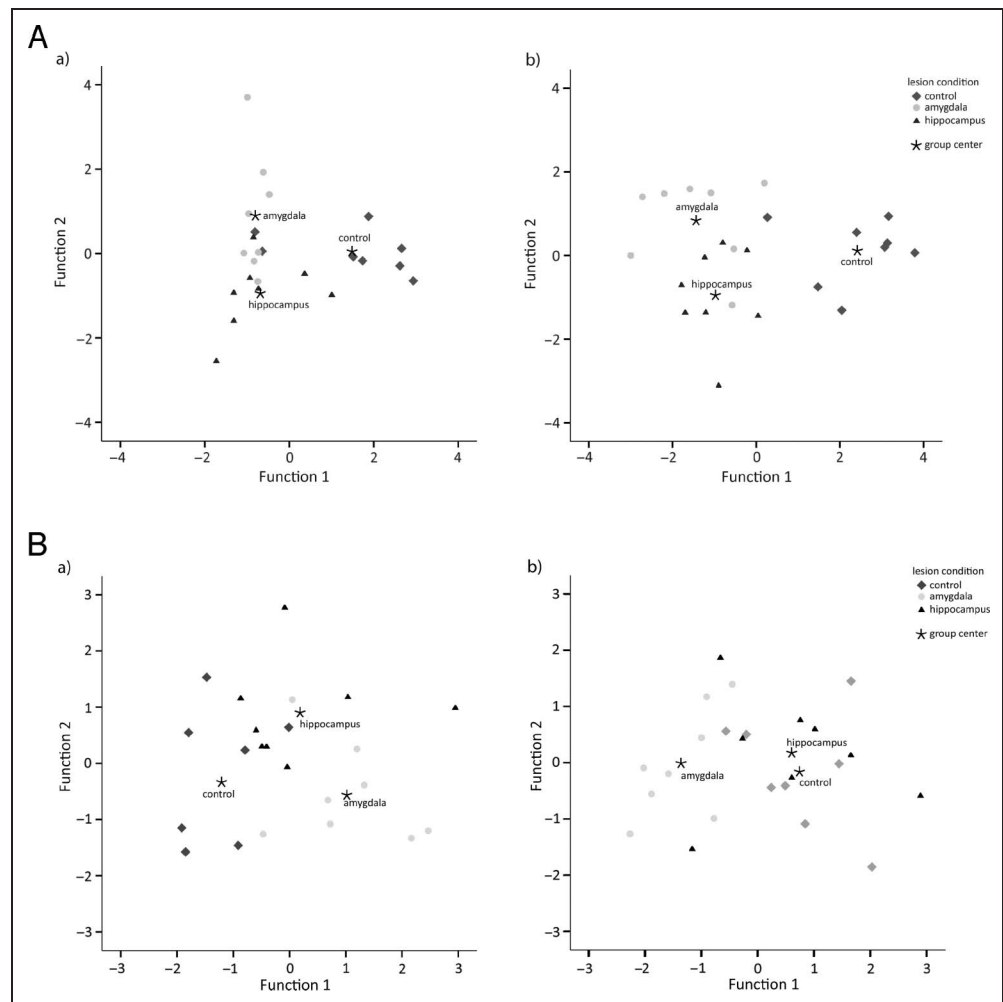 A
a)
4
2
0
−2
−4
−4 −2 0 2 4
Function 2
Function 1
amygdala
control
hippocampus
b)
4
2
0
−2
−4
−4 −2 0 2 4
Function 2
Function 1
lesion condition
control
amygdala
hippocampus
group center
amygdala
control
hippocampus
B
a)
3
2
1
0
−1
−2
−3
−3 −2 −1 0 1 2 3
Function 2
Function 1
hippocampus
control
amygdala
b)
3
2
1
0
−1
−2
−3
−3 −2 −1 0 1 2 3
Function 2
Function 1
lesion condition
control
amygdala
hippocampus
group center
hippocampus
amygdala
control